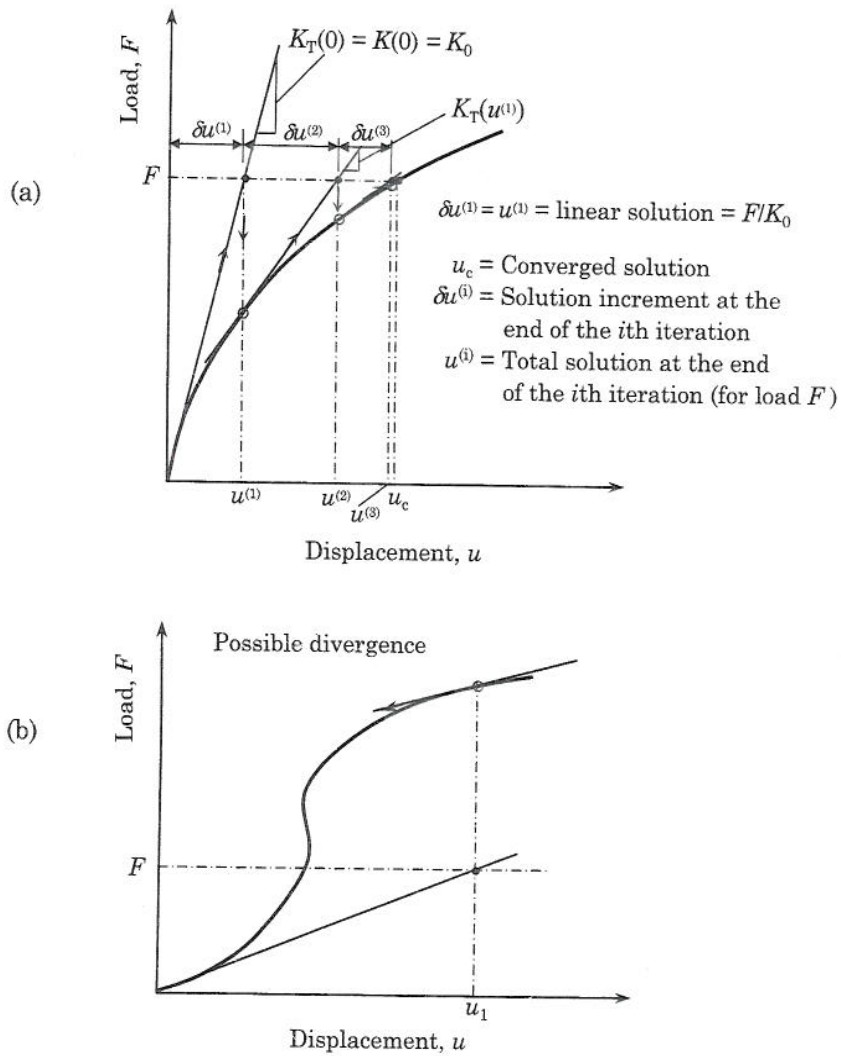 (a)
Load, F
K_T(0) = K(0) = K_0
K_T(u^(1))
δu^(1)
δu^(2)
δu^(3)
F
δu^(1) = u^(1) = linear solution = F/K_0
u_c = Converged solution
δu^(i) = Solution increment at the
end of the ith iteration
u^(i) = Total solution at the end
of the ith iteration (for load F)
u^(1)
u^(2)
u^(3)
u_c
Displacement, u
(b)
Load, F
Possible divergence
F
u_1
Displacement, u